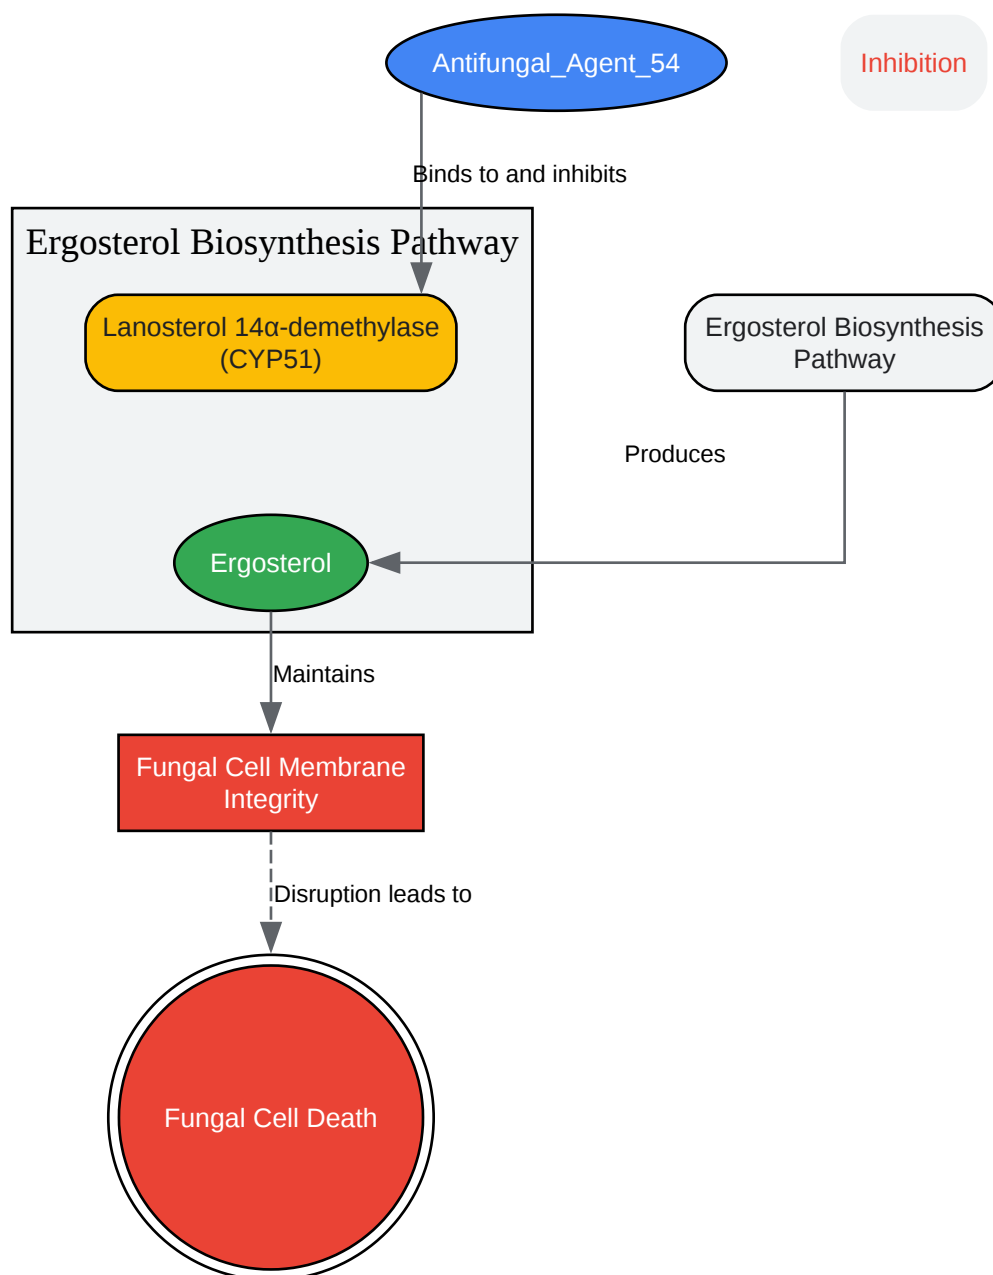 Antifungal_Agent_54
Inhibition
Binds to and inhibits
Ergosterol Biosynthesis Pathway
Lanosterol 14α-demethylase
(CYP51)
Ergosterol Biosynthesis
Pathway
Produces
Ergosterol
Maintains
Fungal Cell Membrane
Integrity
Disruption leads to
Fungal Cell Death